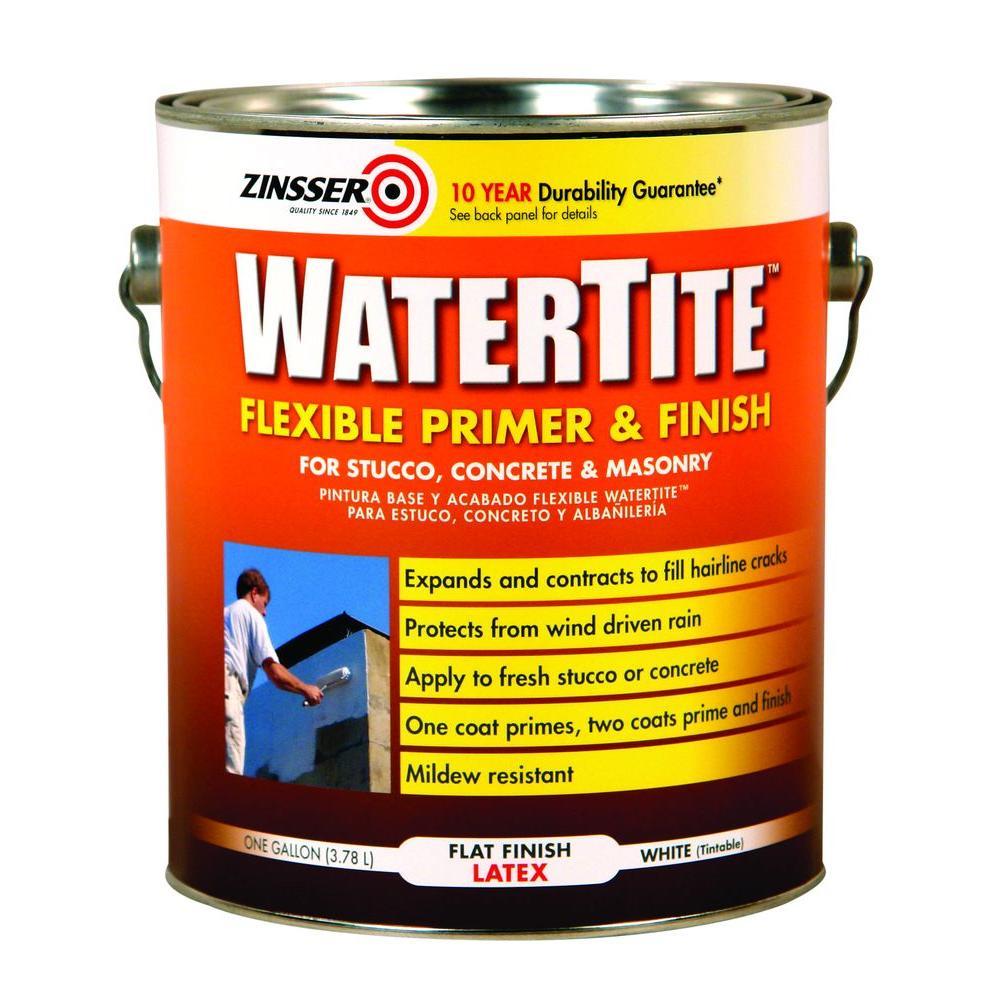 ZINSSER®
QUALITY SINCE 1849
10 YEAR Durability Guarantee*
See back panel for details
WATERTITE™
FLEXIBLE PRIMER & FINISH
FOR STUCCO, CONCRETE & MASONRY
PINTURA BASE Y ACABADO FLEXIBLE WATERTITE™
PARA ESTUCO, CONCRETO Y ALBAÑILERÍA
Expands and contracts to fill hairline cracks
Protects from wind driven rain
Apply to fresh stucco or concrete
One coat primes, two coats prime and finish
Mildew resistant
ONE GALLON (3.78 L)
FLAT FINISH
LATEX
WHITE (Tintable)